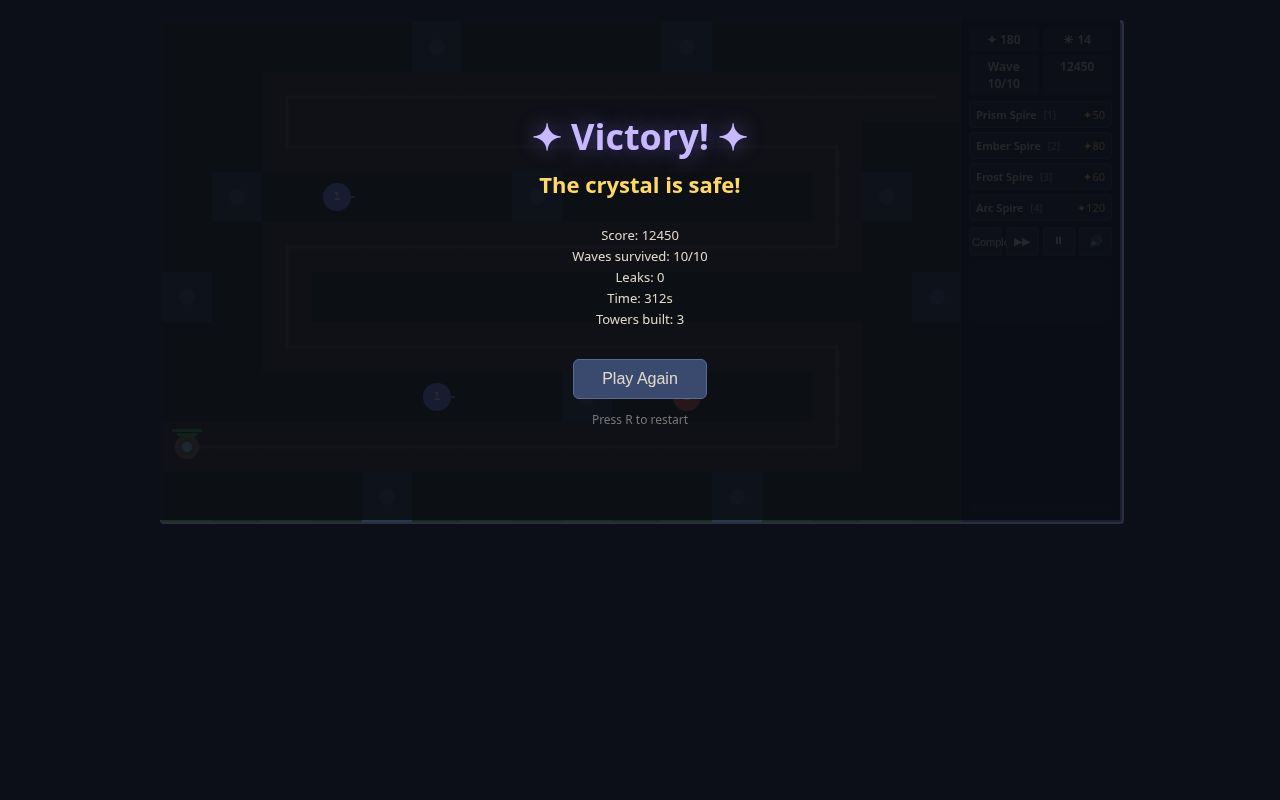 ✦ 180
✳ 14
Wave
10/10
12450
Prism Spire [1] ✦50
Ember Spire [2] ✦80
Frost Spire [3] ✦60
Arc Spire [4] ✦120
✦ Victory! ✦
The crystal is safe!
Score: 12450
Waves survived: 10/10
Leaks: 0
Time: 312s
Towers built: 3
Play Again
Press R to restart
1
1